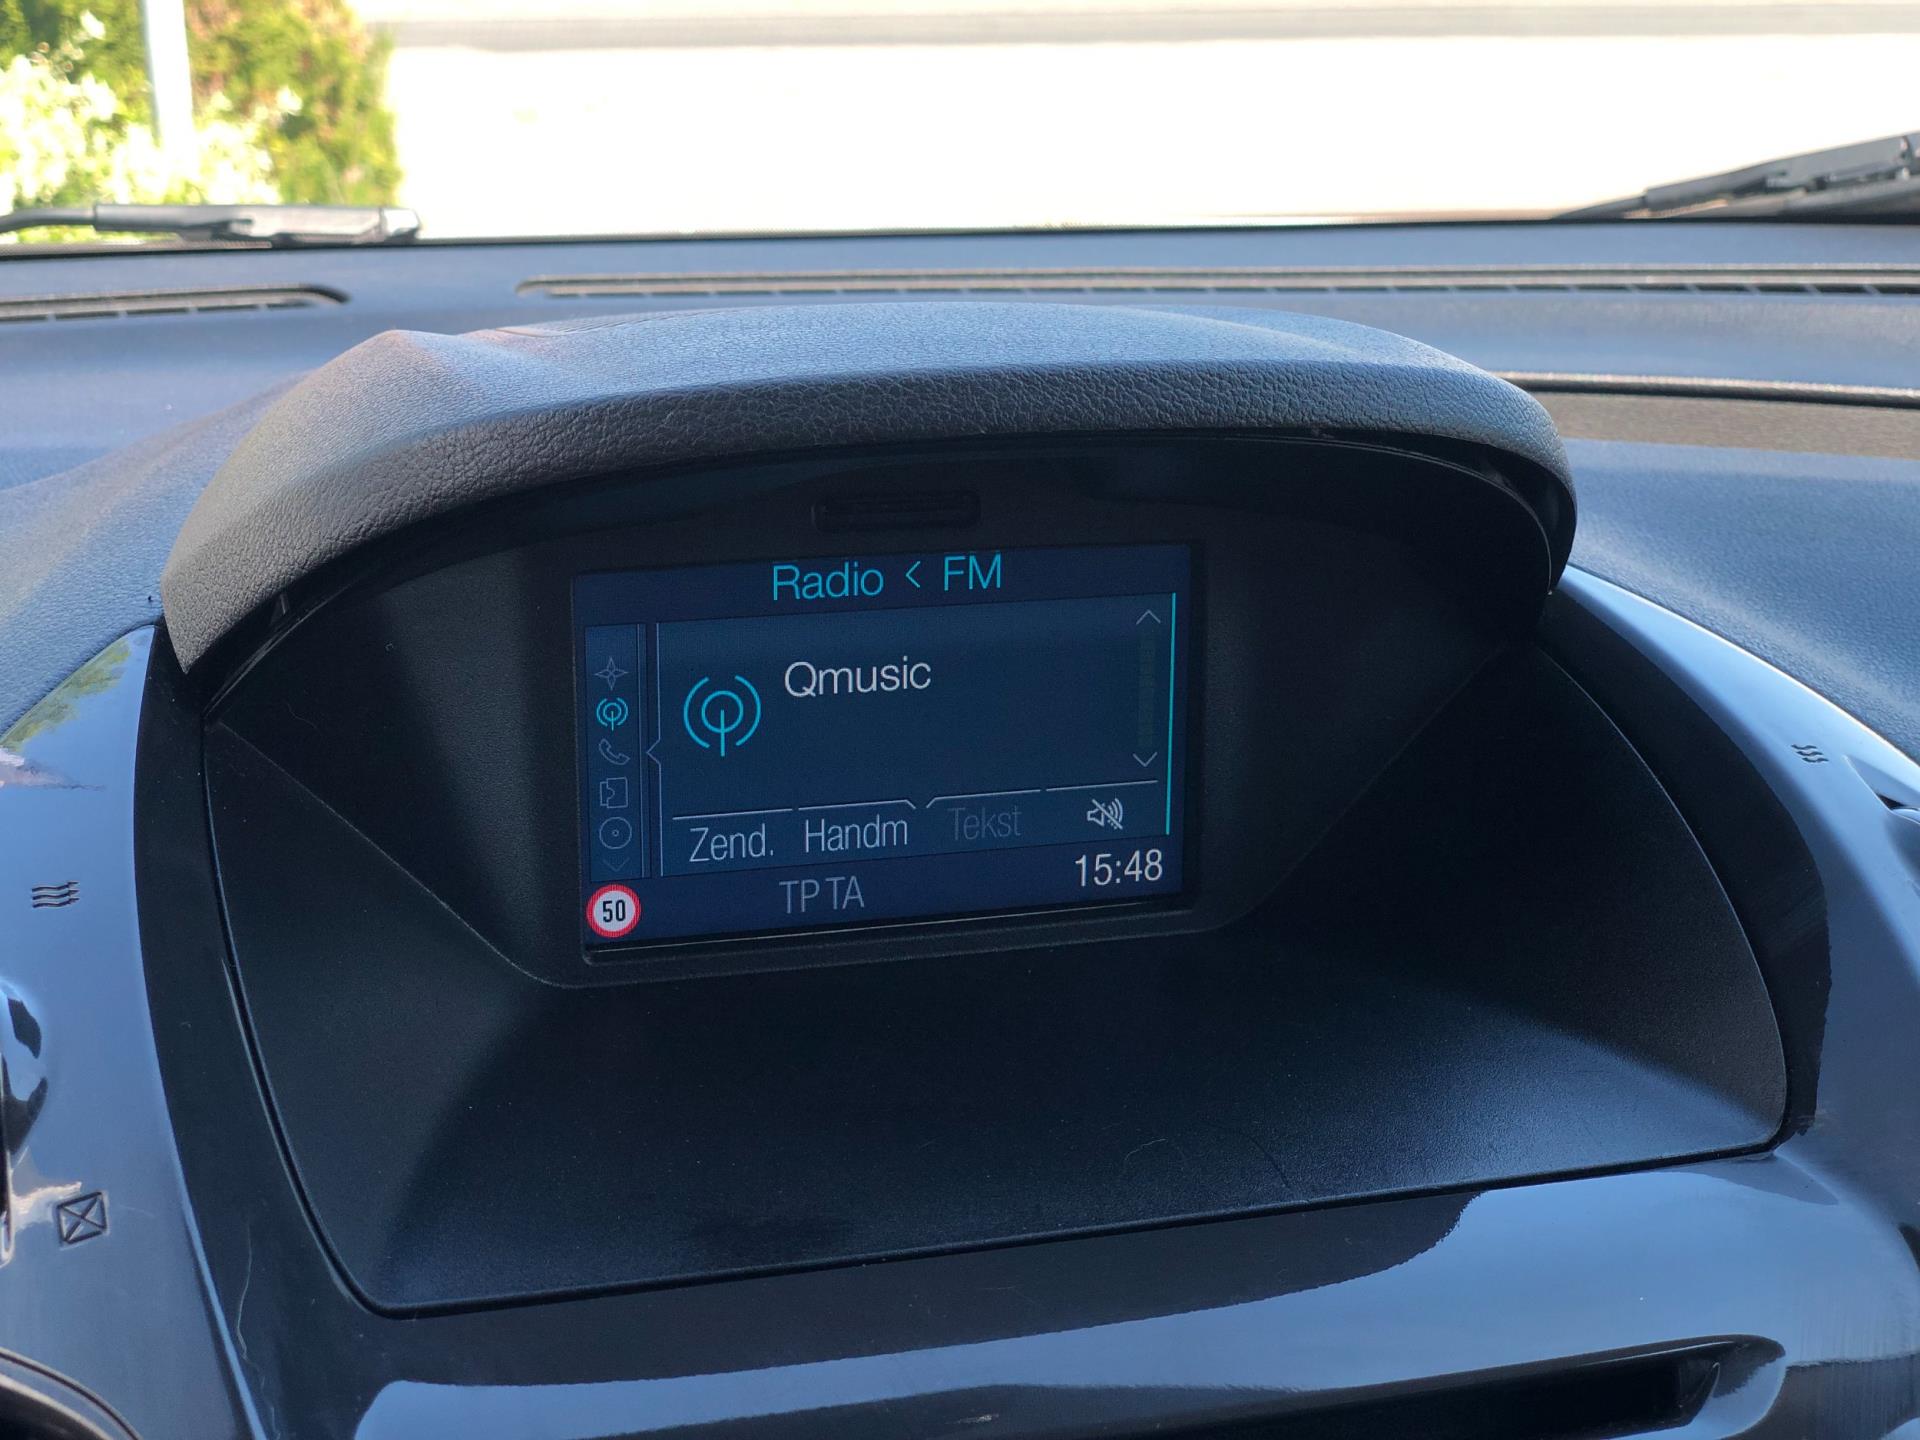 Radio < FM
Qmusic
Zend. Handm Tekst
15:48
50 TP TA